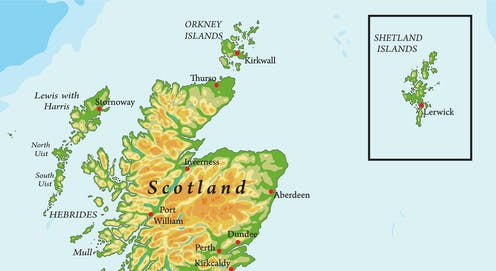 ORKNEY
ISLANDS
Kirkwall
SHETLAND
ISLANDS
Lerwick
Thurso
Lewis with
Harris
Stornoway
North
Uist
South
Uist
Inverness
Scotland
Aberdeen
HEBRIDES
Port
William
Mull
Dundee
Perth
Kirkcaldy